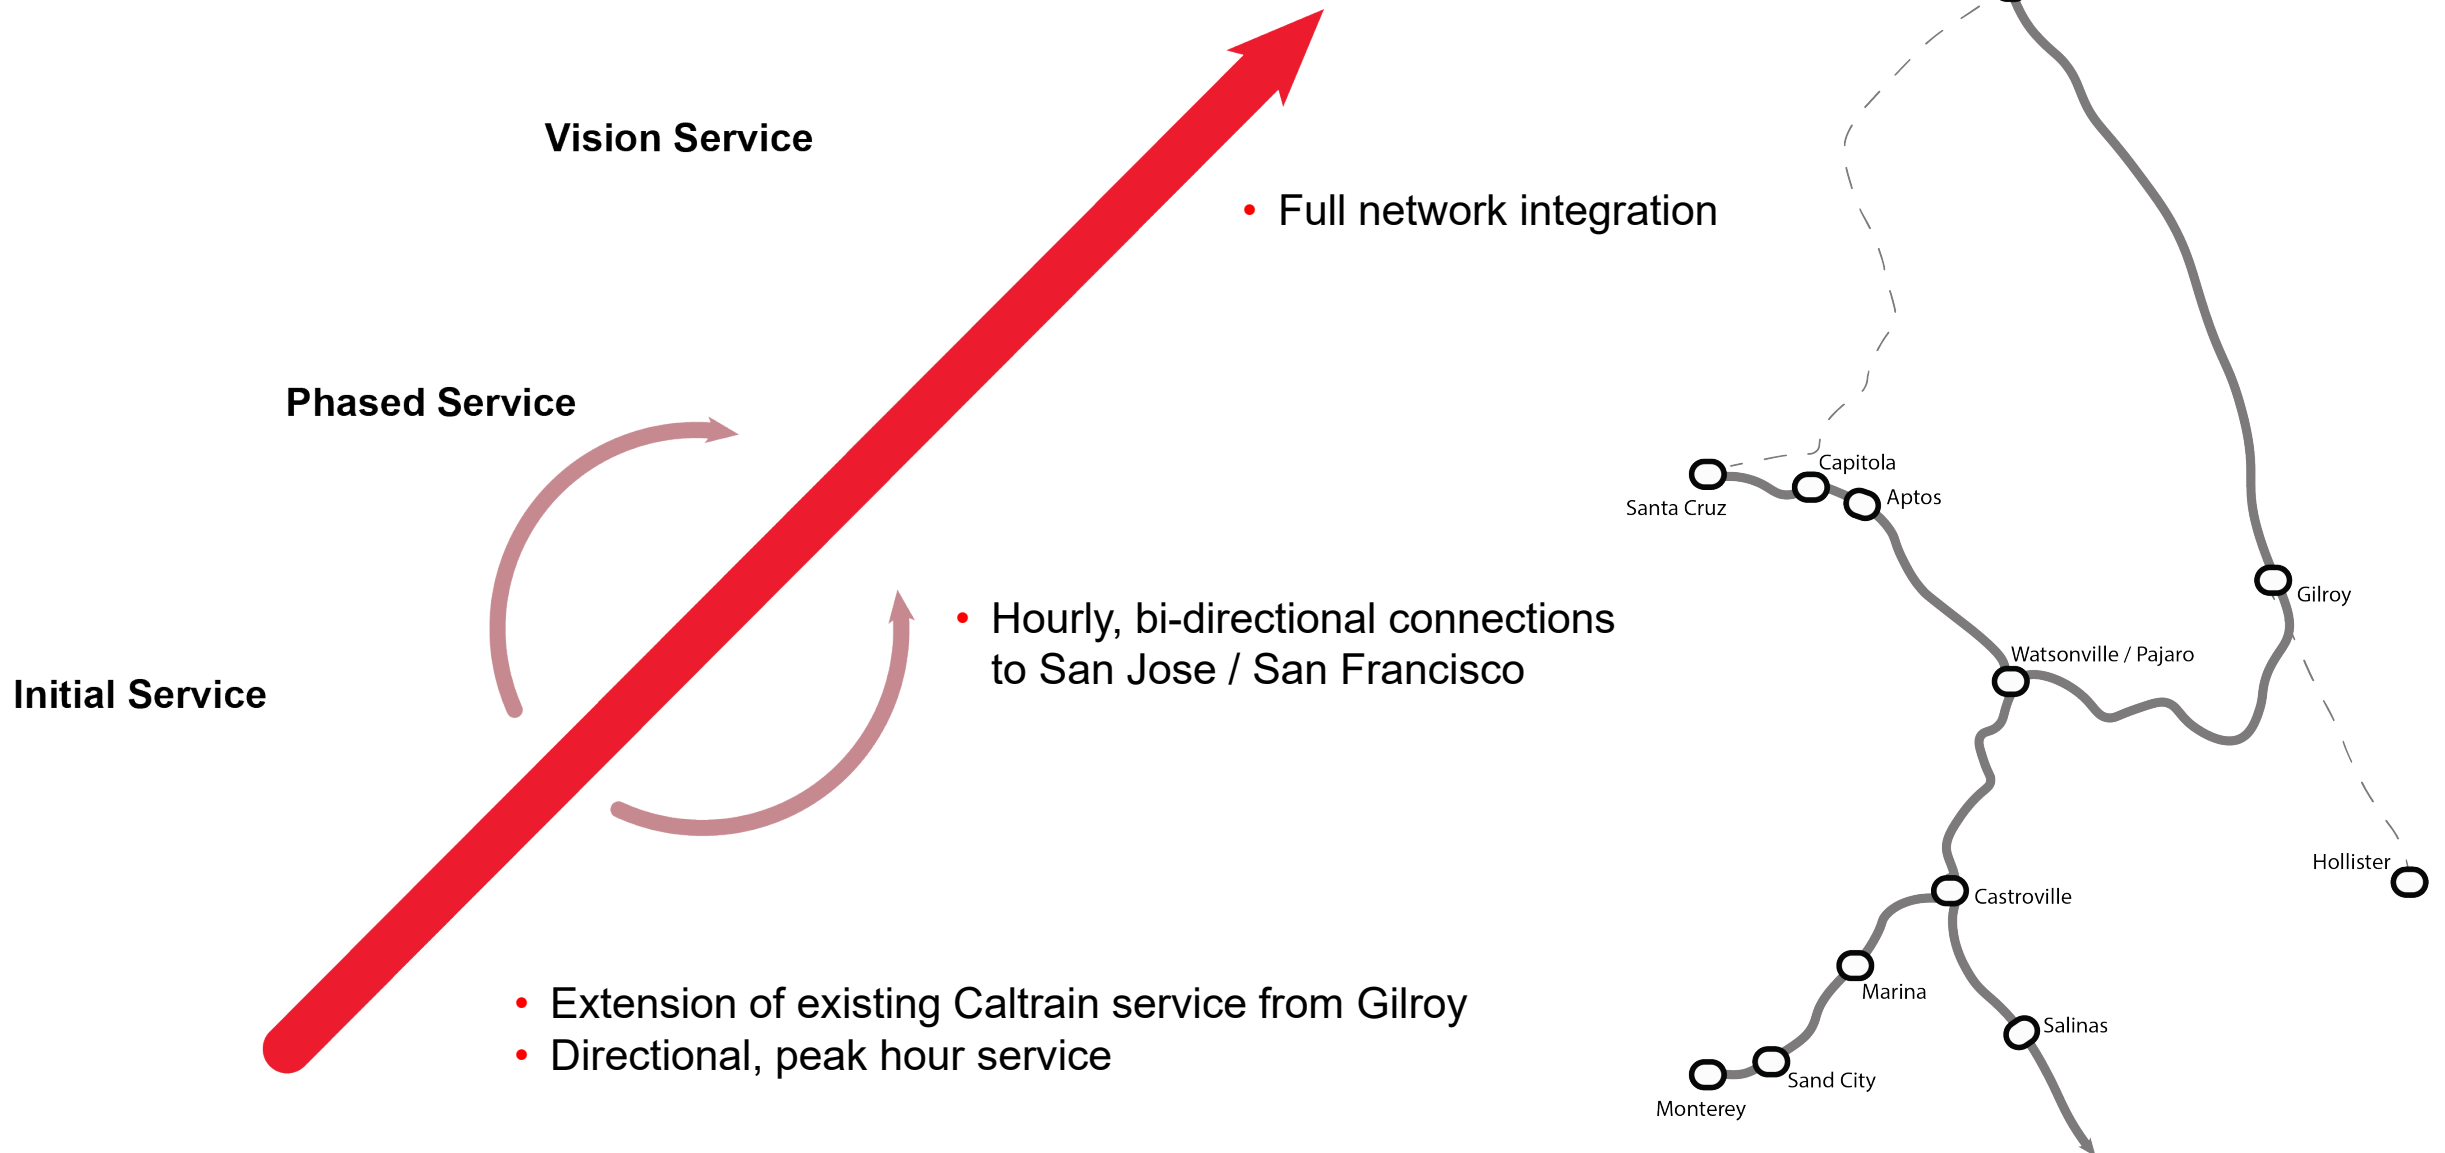 Vision Service
• Full network integration
Phased Service
• Hourly, bi-directional connections
to San Jose / San Francisco
Initial Service
• Extension of existing Caltrain service from Gilroy
• Directional, peak hour service
Capitola
Aptos
Santa Cruz
Gilroy
Watsonville / Pajaro
Hollister
Castroville
Marina
Salinas
Sand City
Monterey